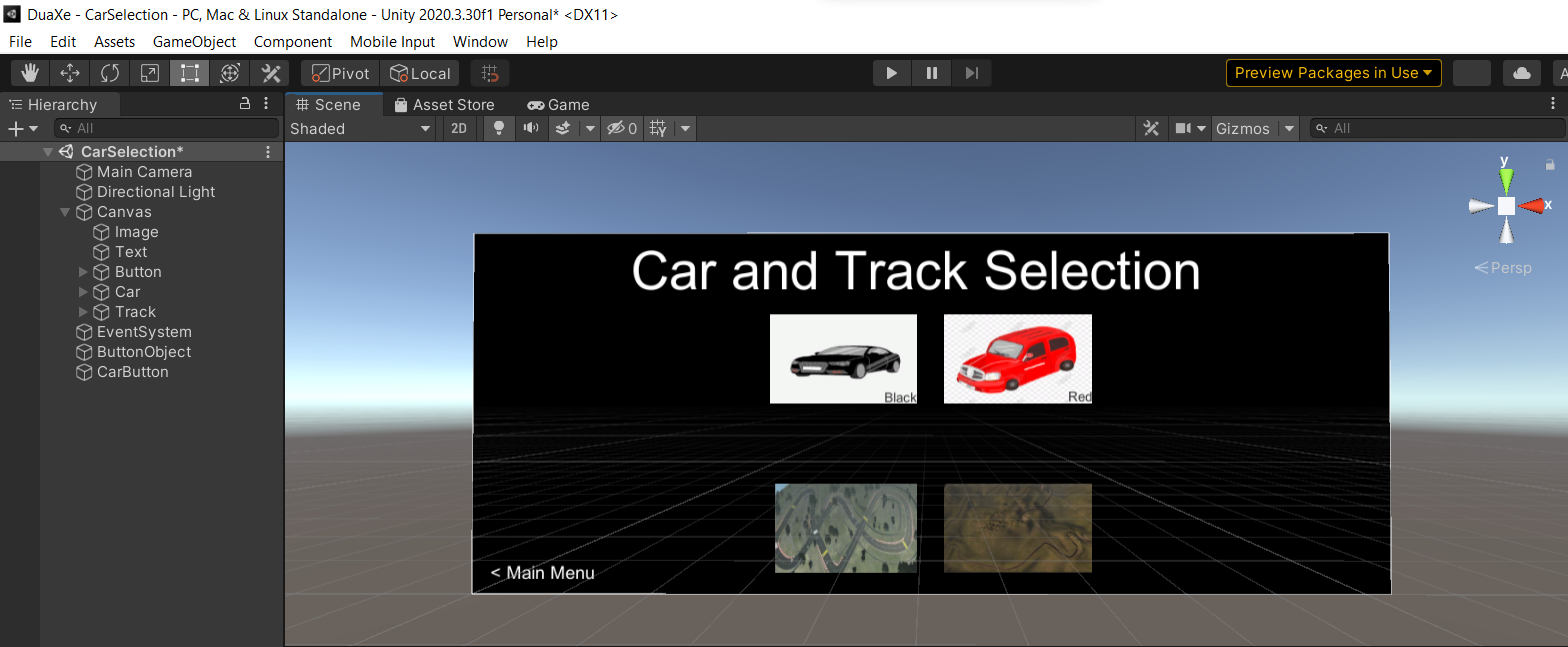 DuaXe - CarSelection - PC, Mac & Linux Standalone - Unity 2020.3.30f1 Personal* <DX11>
File Edit Assets GameObject Component Mobile Input Window Help
Pivot Local Preview Packages in Use A
Hierarchy Scene Asset Store Game
All Shaded 2D 0 Gizmos All
CarSelection*
Main Camera
Directional Light
Canvas
Image
Text
Button
Car
Track
EventSystem
ButtonObject
CarButton
y
x
Persp
Car and Track Selection
Black Red
< Main Menu